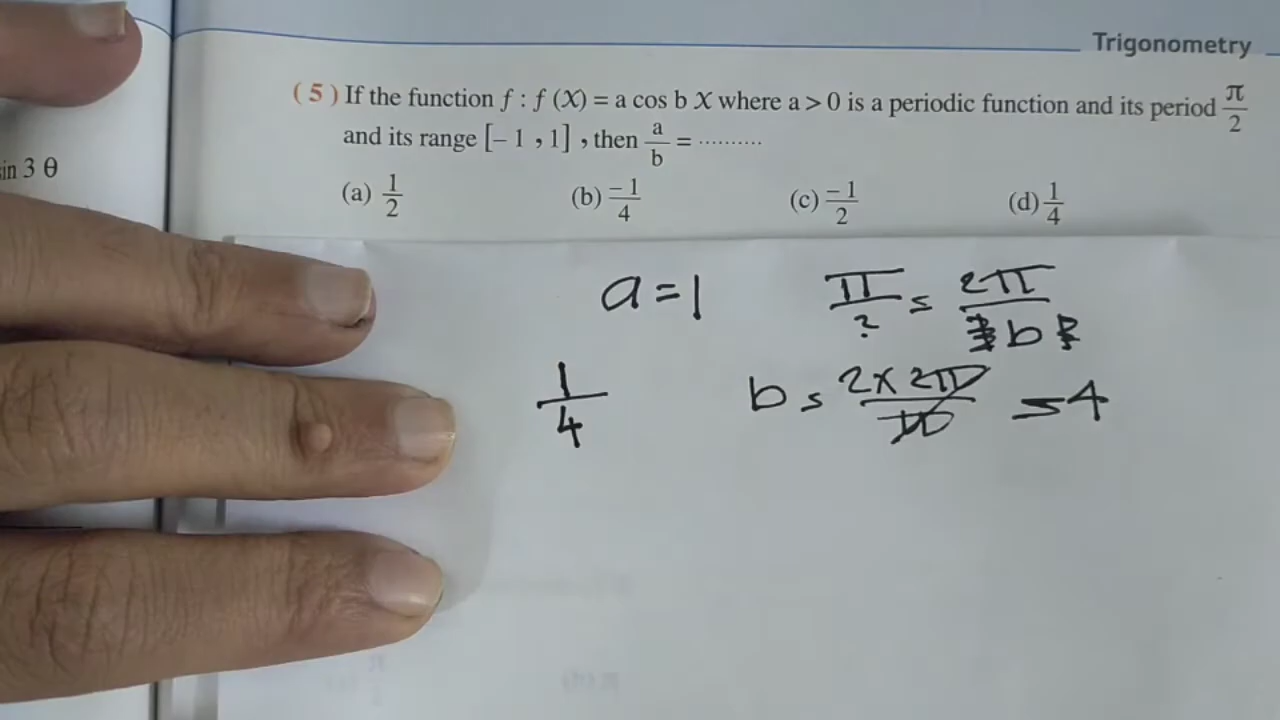 Trigonometry
(5) If the function f : f (X) = a cos b X where a > 0 is a periodic function and its period π/2
and its range [– 1 , 1] , then a/b = ..........
in 3 θ
(a) 1/2 (b) –1/4 (c) –1/2 (d) 1/4
a = 1 π/2 = 2π/b
1/4 b = 2 x 2π/π = 4